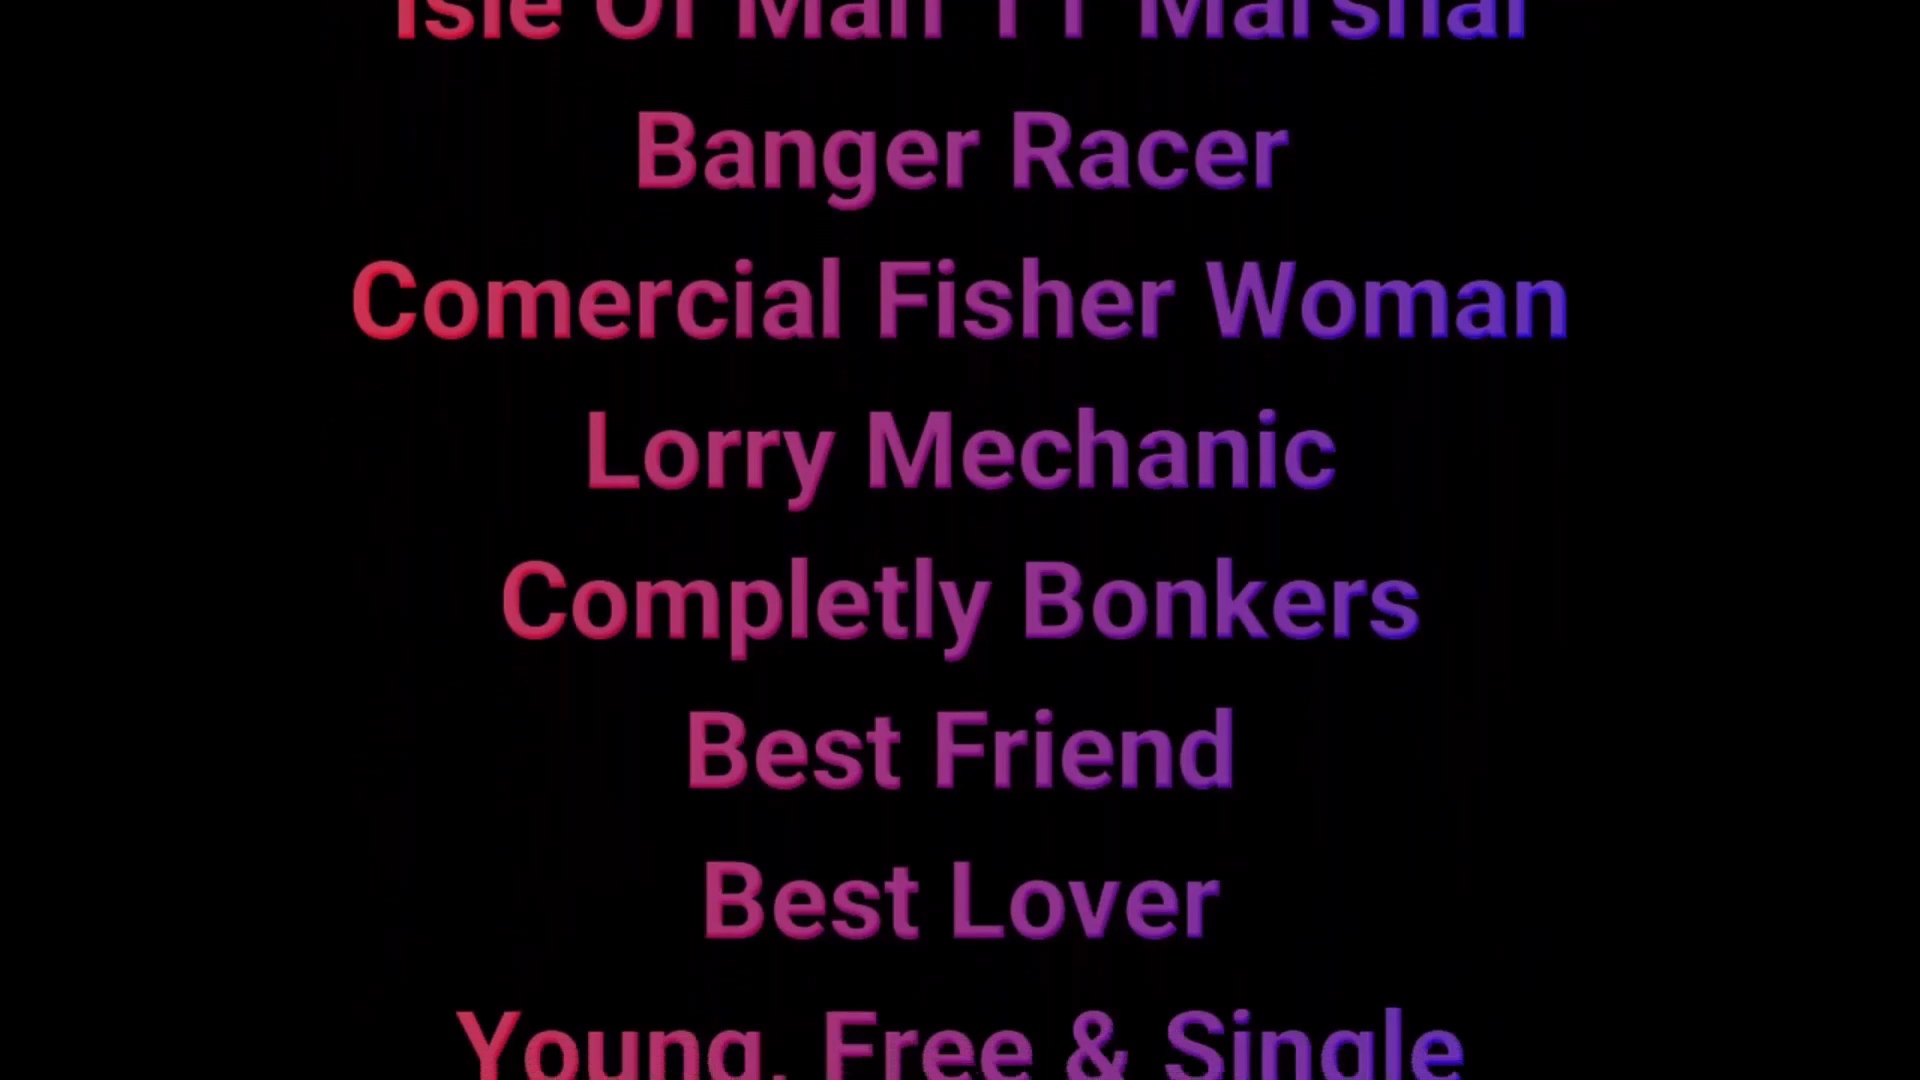 Isle Of Man TT Marshal
Banger Racer
Comercial Fisher Woman
Lorry Mechanic
Completly Bonkers
Best Friend
Best Lover
Young, Free & Single